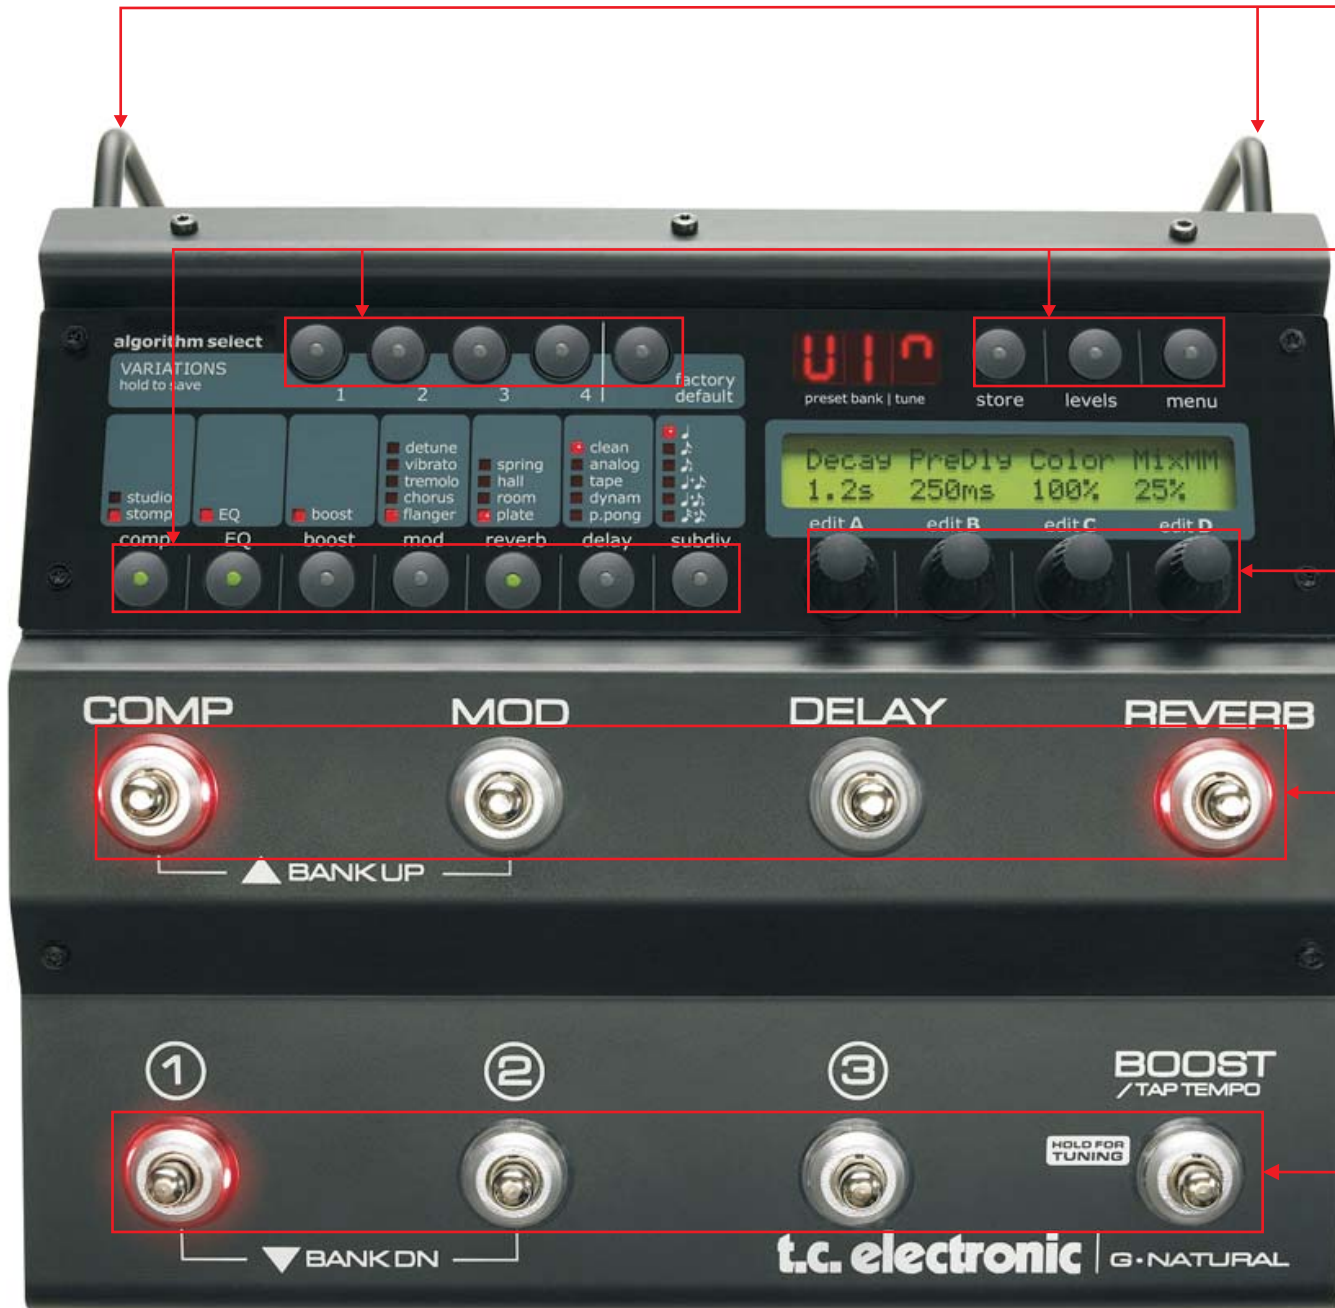 algorithm select
VARIATIONS
hold to save
1 2 3 4
factory
default
preset bank | tune
store levels menu
studio
stomp
EQ
boost
detune
vibrato
tremolo
chorus
flanger
spring
hall
room
plate
clean
analog
tape
dynam
p.pong
comp EQ boost mod reverb delay subdiv
Decay PreDly Color MixMM
1.2s 250ms 100% 25%
edit A edit B edit C edit D
COMP MOD DELAY REVERB
BANK UP
1 2 3 BOOST
/TAP TEMPO
HOLD FOR
TUNING
BANK DN
t.c. electronic | G•NATURAL